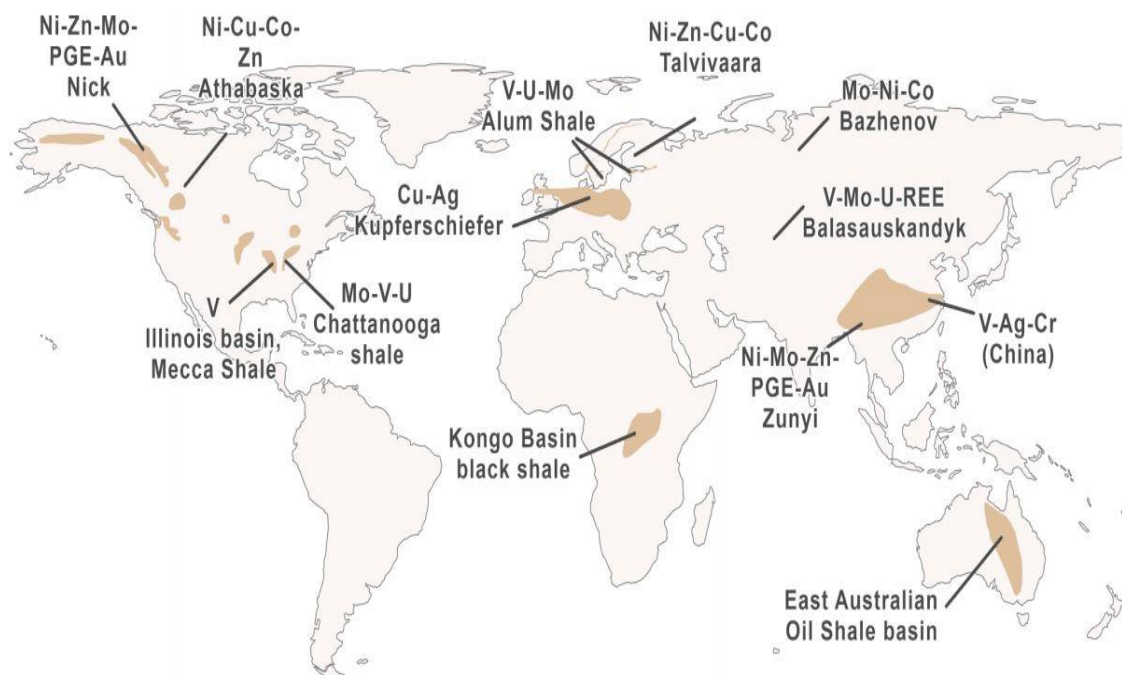 Ni-Zn-Mo-
PGE-Au
Nick
Ni-Cu-Co-
Zn
Athabaska
Ni-Zn-Cu-Co
Talvivaara
V-U-Mo
Alum Shale
Mo-Ni-Co
Bazhenov
Cu-Ag
Kupferschiefer
V-Mo-U-REE
Balasauskandyk
V
Illinois basin,
Mecca Shale
Mo-V-U
Chattanooga
shale
Ni-Mo-Zn-
PGE-Au
Zunyi
V-Ag-Cr
(China)
Kongo Basin
black shale
East Australian
Oil Shale basin